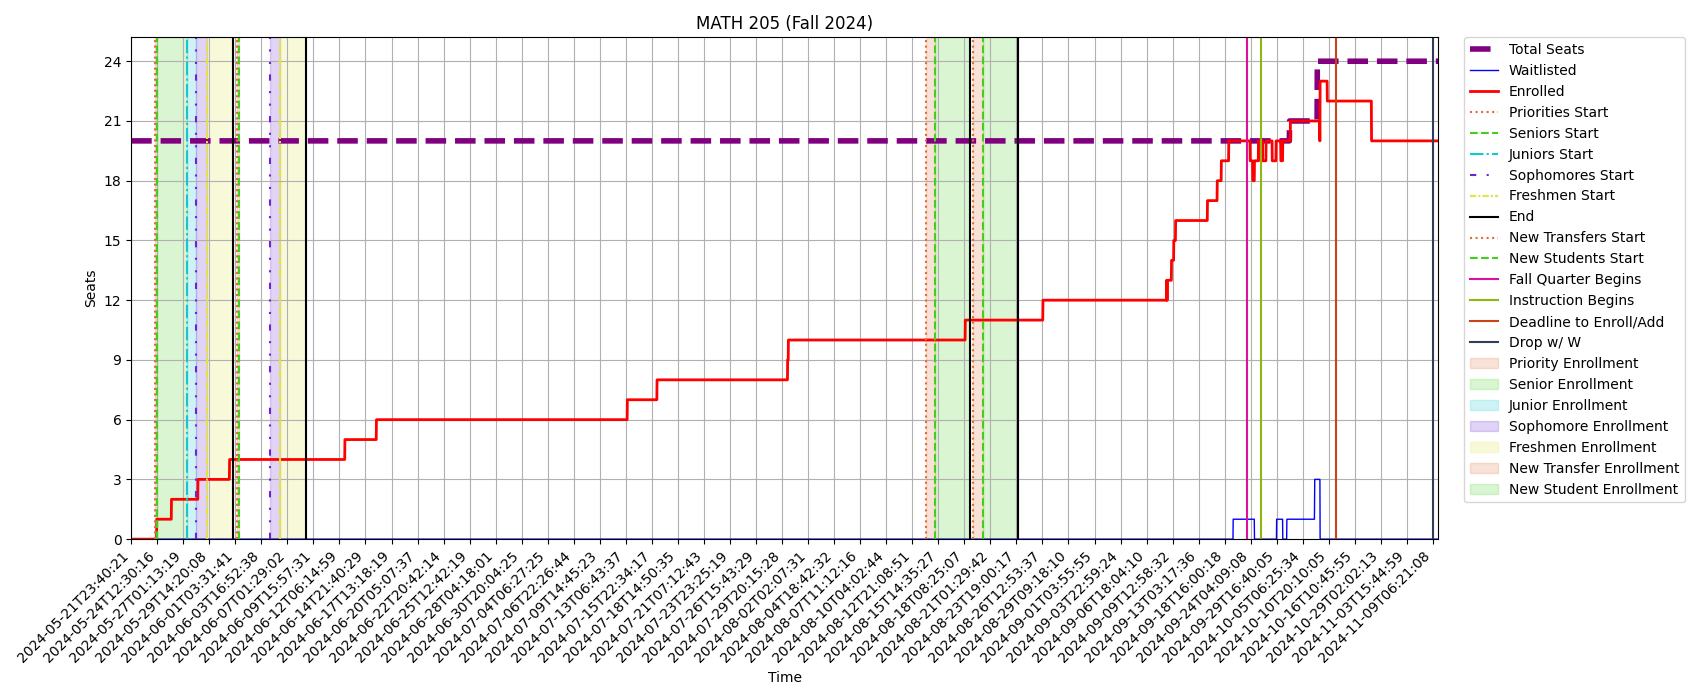 MATH 205 (Fall 2024)
Seats
24
21
18
15
12
9
6
3
0
2024-05-21T23:40:21
2024-05-24T12:30:16
2024-05-27T01:13:19
2024-05-29T14:20:08
2024-06-01T03:31:41
2024-06-03T16:52:38
2024-06-07T01:29:02
2024-06-09T15:57:31
2024-06-12T06:14:59
2024-06-14T21:40:29
2024-06-17T13:18:19
2024-06-20T05:07:37
2024-06-22T20:42:14
2024-06-25T12:42:19
2024-06-28T04:18:01
2024-06-30T20:04:25
2024-07-04T06:27:25
2024-07-06T22:26:44
2024-07-09T14:45:23
2024-07-13T06:43:37
2024-07-15T22:34:17
2024-07-18T14:50:35
2024-07-21T07:12:43
2024-07-23T23:25:19
2024-07-26T15:43:29
2024-07-29T10:15:28
2024-08-02T02:07:31
2024-08-04T18:42:32
2024-08-07T11:12:16
2024-08-10T04:02:44
2024-08-12T21:08:51
2024-08-15T14:35:27
2024-08-18T08:25:07
2024-08-21T01:29:42
2024-08-23T19:00:17
2024-08-26T12:53:37
2024-08-29T09:18:10
2024-09-01T03:55:55
2024-09-03T22:59:24
2024-09-06T18:04:10
2024-09-09T12:58:32
2024-09-13T03:17:36
2024-09-18T16:00:18
2024-09-24T04:09:08
2024-09-29T16:40:05
2024-10-05T06:25:34
2024-10-10T20:10:05
2024-10-16T10:45:55
2024-10-29T02:02:13
2024-11-03T15:44:59
2024-11-09T06:21:08
Time
Total Seats
Waitlisted
Enrolled
Priorities Start
Seniors Start
Juniors Start
Sophomores Start
Freshmen Start
End
New Transfers Start
New Students Start
Fall Quarter Begins
Instruction Begins
Deadline to Enroll/Add
Drop w/ W
Priority Enrollment
Senior Enrollment
Junior Enrollment
Sophomore Enrollment
Freshmen Enrollment
New Transfer Enrollment
New Student Enrollment